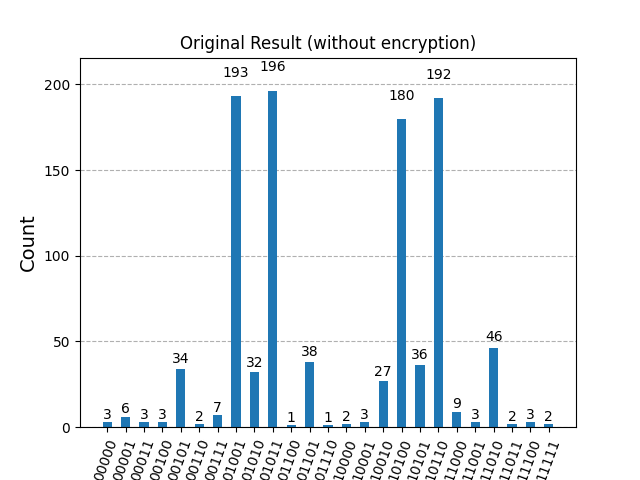 Original Result (without encryption)
Count
200
150
100
50
0
3 6 3 3 34 2 7 193 32 196 1 38 1 2 3 27 180 36 192 9 3 46 2 3 2
00000 00001 00011 00100 00101 00110 00111 01001 01010 01011 01100 01101 01110 10000 10001 10010 10100 10101 10110 11000 11001 11010 11011 11100 11111